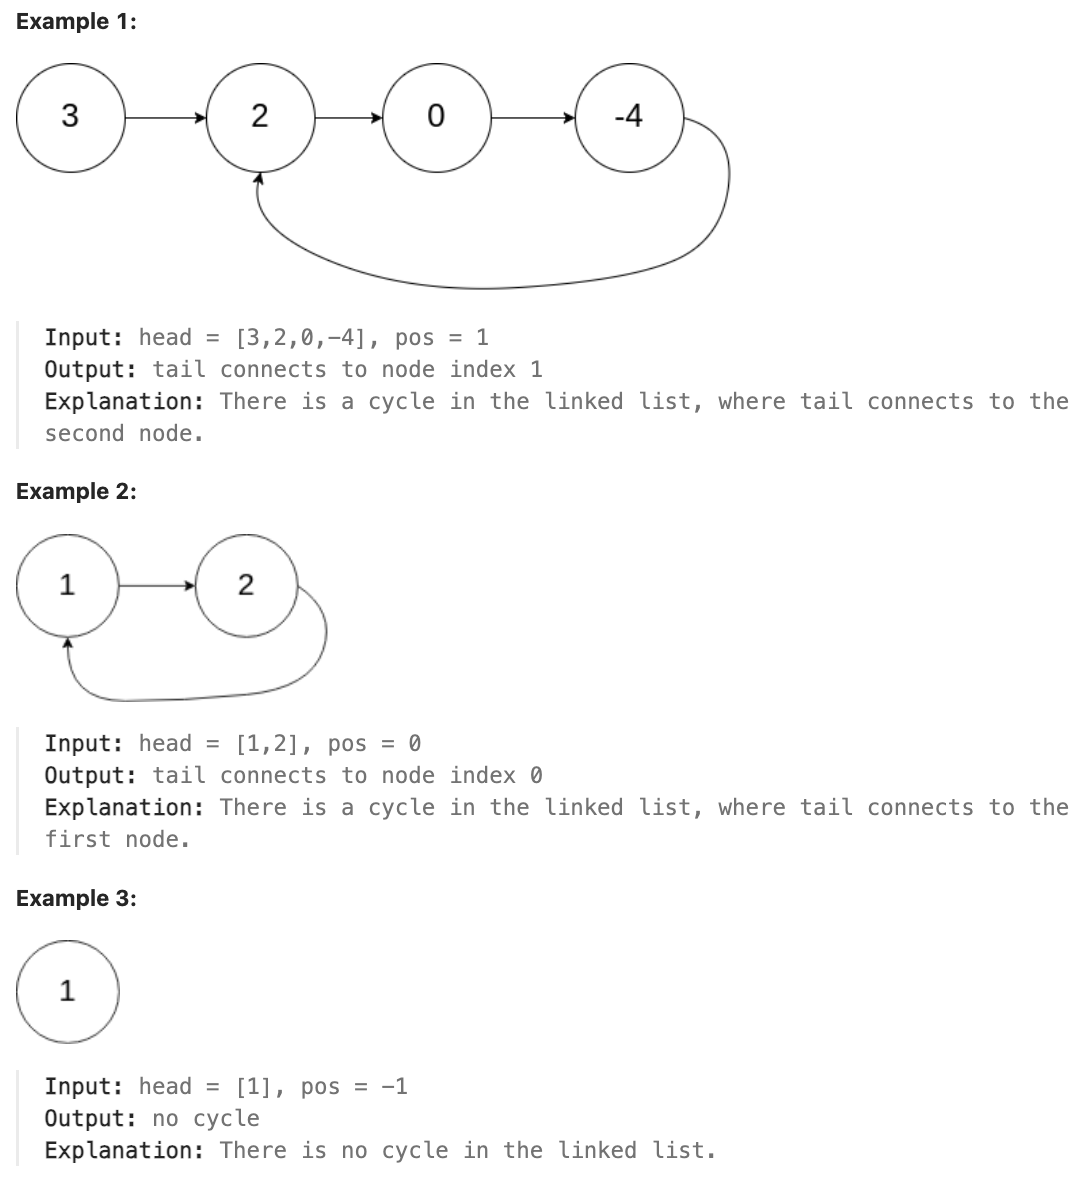 Example 1:
3 2 0 -4
Input: head = [3,2,0,-4], pos = 1
Output: tail connects to node index 1
Explanation: There is a cycle in the linked list, where tail connects to the
second node.
Example 2:
1 2
Input: head = [1,2], pos = 0
Output: tail connects to node index 0
Explanation: There is a cycle in the linked list, where tail connects to the
first node.
Example 3:
1
Input: head = [1], pos = -1
Output: no cycle
Explanation: There is no cycle in the linked list.